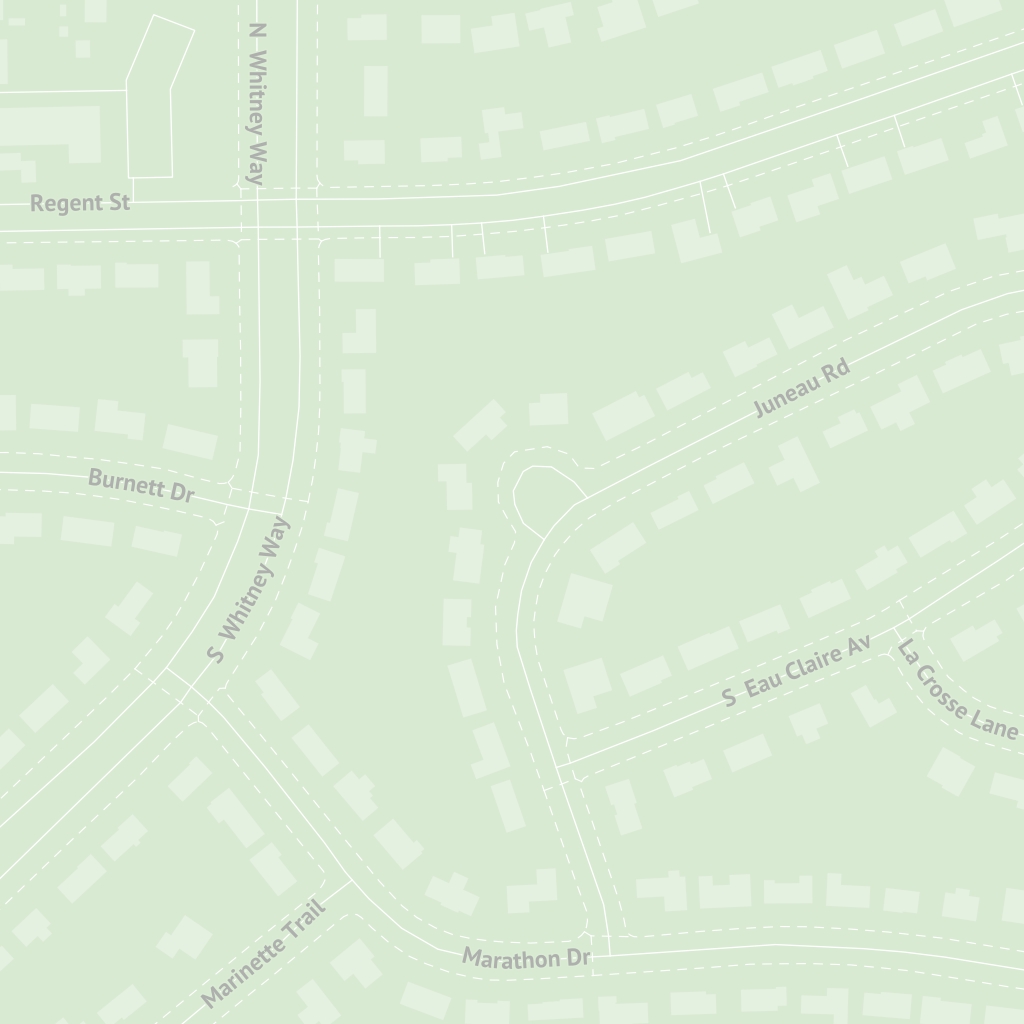 N Whitney Way
Regent St
Juneau Rd
Burnett Dr
S Whitney Way
S Eau Claire Av
La Crosse Lane
Marinette Trail
Marathon Dr